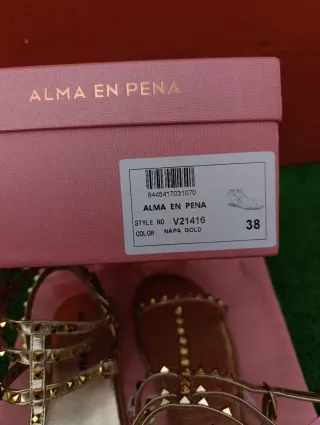 ALMA EN PENA
8445417031070
ALMA EN PENA
STYLE NO. V21416
COLOR NAPA GOLD
38